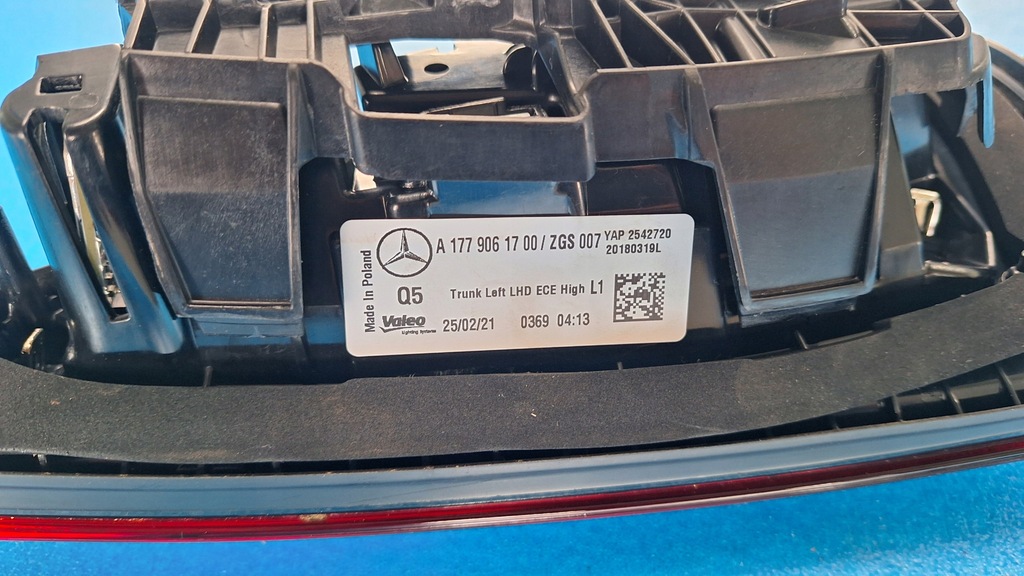 A 177 906 17 00 / ZGS 007
YAP 2542720
20180319L
Made In Poland
Q5
Trunk Left LHD ECE High L1
Valeo
Lighting Systems
25/02/21 0369 04:13